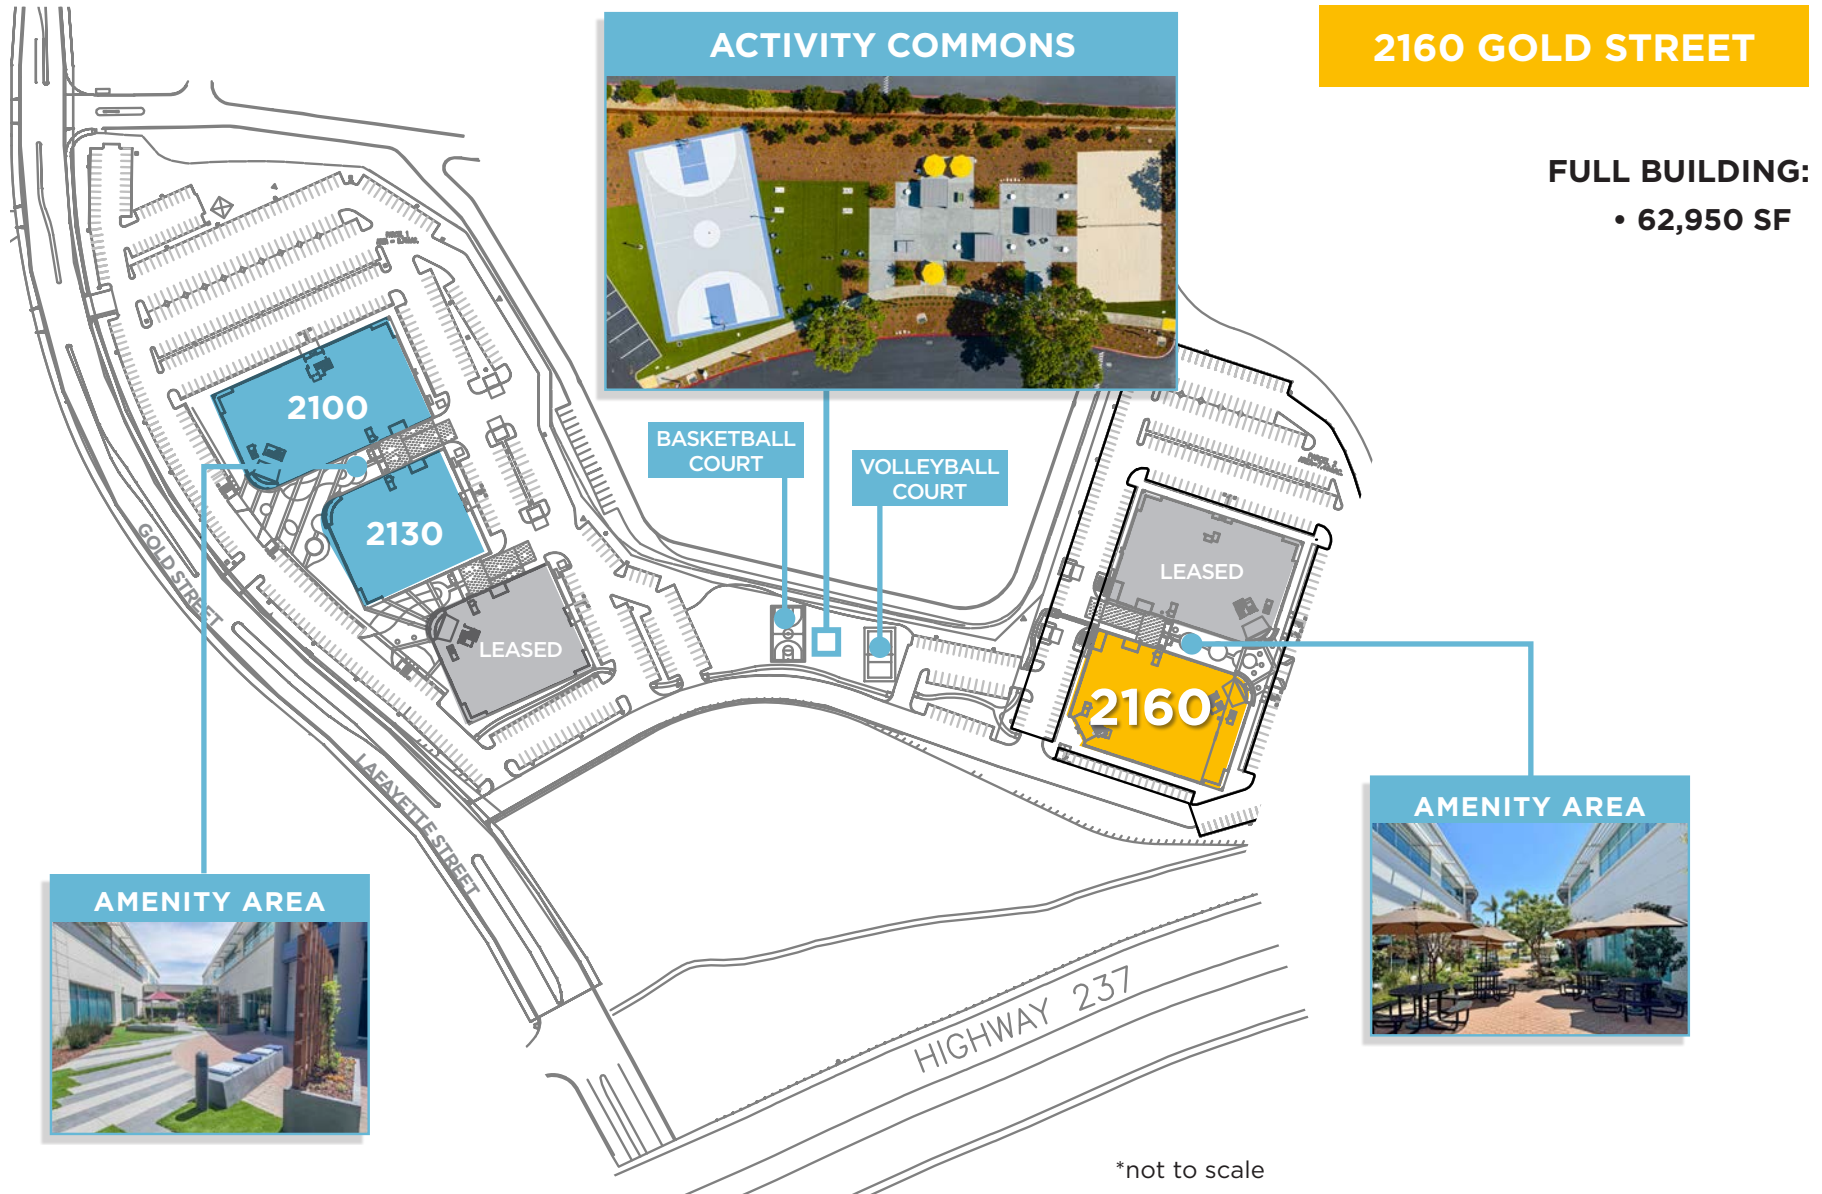 ACTIVITY COMMONS
2160 GOLD STREET
FULL BUILDING:
• 62,950 SF
2100
BASKETBALL
COURT
VOLLEYBALL
COURT
2130
LEASED
LEASED
2160
GOLD STREET
LAFAYETTE STREET
AMENITY AREA
AMENITY AREA
HIGHWAY 237
*not to scale